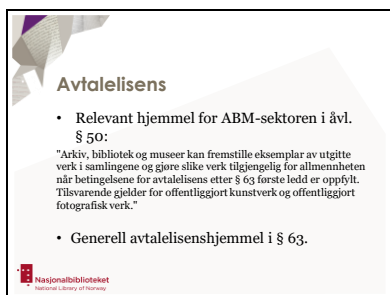 Avtalelisens
• Relevant hjemmel for ABM-sektoren i åvl.
§ 50:
"Arkiv, bibliotek og museer kan fremstille eksemplar av utgitte
verk i samlingene og gjøre slike verk tilgjengelig for allmennheten
når betingelsene for avtalelisens etter § 63 første ledd er oppfylt.
Tilsvarende gjelder for offentliggjort kunstverk og offentliggjort
fotografisk verk."
• Generell avtalelisenshjemmel i § 63.
Nasjonalbiblioteket
National Library of Norway